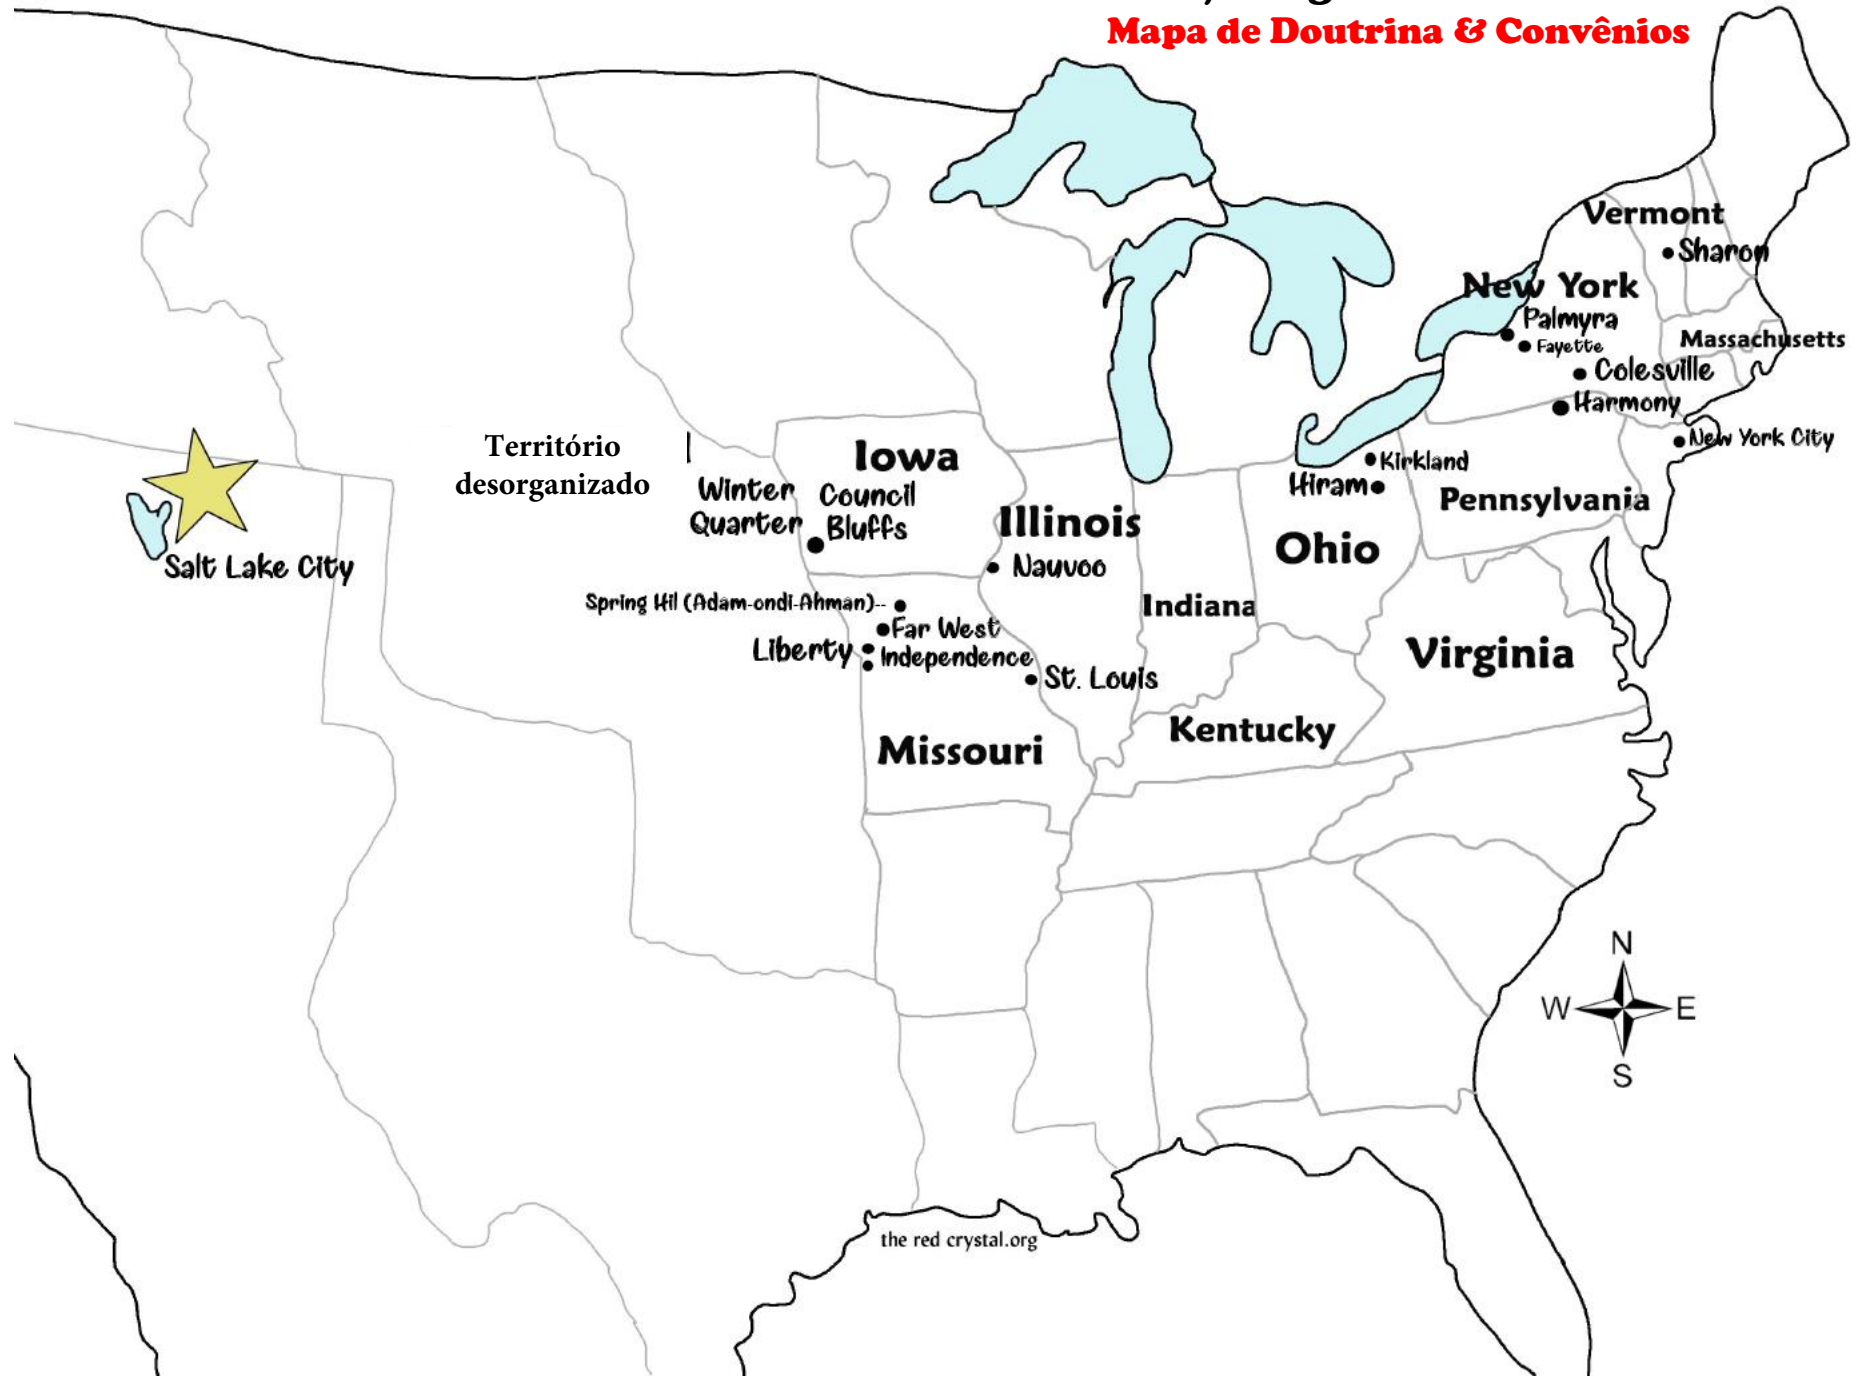 Mapa de Doutrina & Convênios
Vermont
Sharon
New York
Palmyra
Fayette
Massachusetts
Colesville
Harmony
New York City
Território
desorganizado
Iowa
Winter
Quarter
Council
Bluffs
Kirkland
Hiram
Pennsylvania
Illinois
Ohio
Salt Lake City
Nauvoo
Spring Hil (Adam-ondi-Ahman)--
Indiana
Far West
Liberty
Independence
Virginia
St. Louis
Kentucky
Missouri
N
W
E
S
the red crystal.org